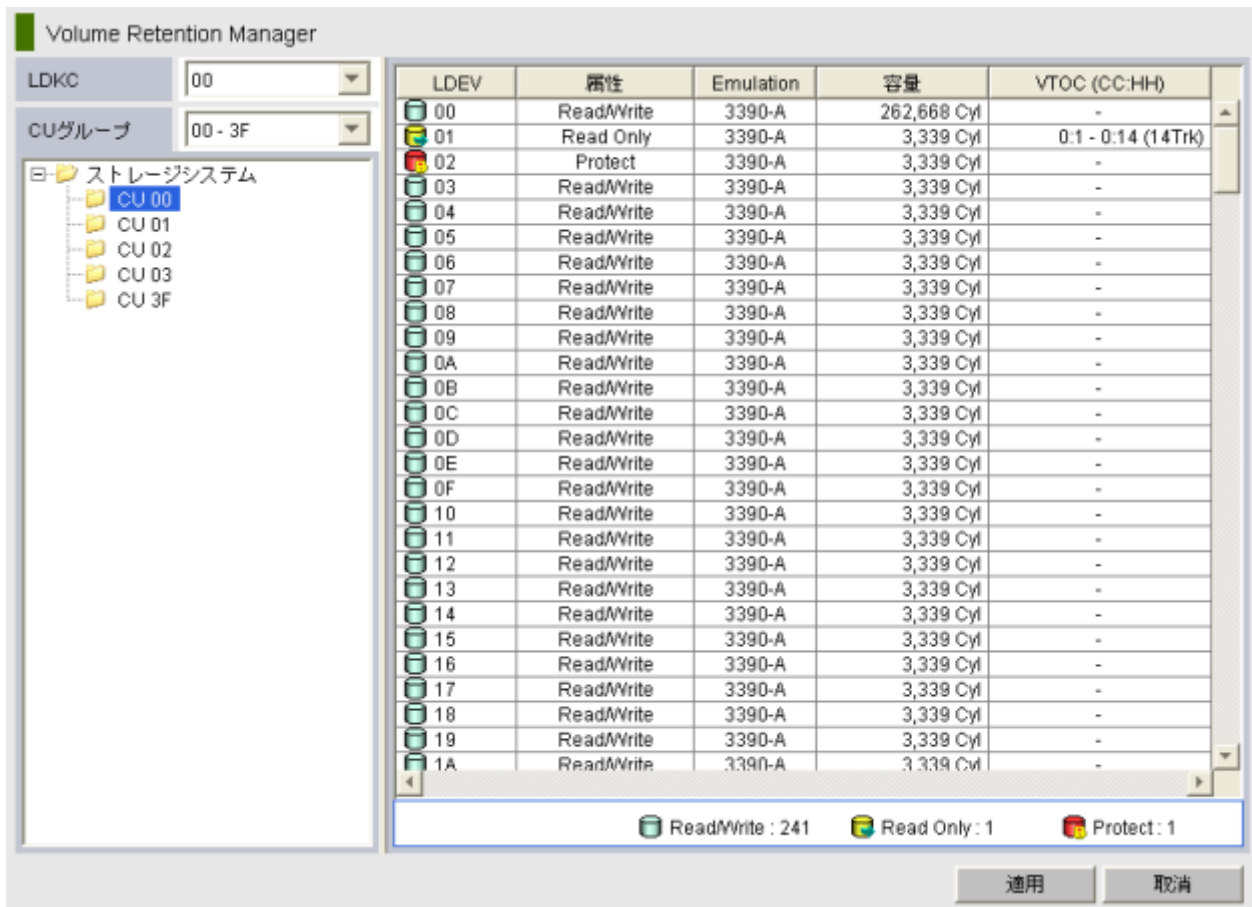 Volume Retention Manager
LDKC 00
CUグループ 00 - 3F
ストレージシステム
CU 00
CU 01
CU 02
CU 03
CU 3F
LDEV 属性 Emulation 容量 VTOC (CC:HH)
00 Read/Write 3390-A 262,668 Cyl -
01 Read Only 3390-A 3,339 Cyl 0:1 - 0:14 (14Trk)
02 Protect 3390-A 3,339 Cyl -
03 Read/Write 3390-A 3,339 Cyl -
04 Read/Write 3390-A 3,339 Cyl -
05 Read/Write 3390-A 3,339 Cyl -
06 Read/Write 3390-A 3,339 Cyl -
07 Read/Write 3390-A 3,339 Cyl -
08 Read/Write 3390-A 3,339 Cyl -
09 Read/Write 3390-A 3,339 Cyl -
0A Read/Write 3390-A 3,339 Cyl -
0B Read/Write 3390-A 3,339 Cyl -
0C Read/Write 3390-A 3,339 Cyl -
0D Read/Write 3390-A 3,339 Cyl -
0E Read/Write 3390-A 3,339 Cyl -
0F Read/Write 3390-A 3,339 Cyl -
10 Read/Write 3390-A 3,339 Cyl -
11 Read/Write 3390-A 3,339 Cyl -
12 Read/Write 3390-A 3,339 Cyl -
13 Read/Write 3390-A 3,339 Cyl -
14 Read/Write 3390-A 3,339 Cyl -
15 Read/Write 3390-A 3,339 Cyl -
16 Read/Write 3390-A 3,339 Cyl -
17 Read/Write 3390-A 3,339 Cyl -
18 Read/Write 3390-A 3,339 Cyl -
19 Read/Write 3390-A 3,339 Cyl -
1A Read/Write 3390-A 3,339 Cyl -
Read/Write : 241 Read Only : 1 Protect : 1
適用 取消